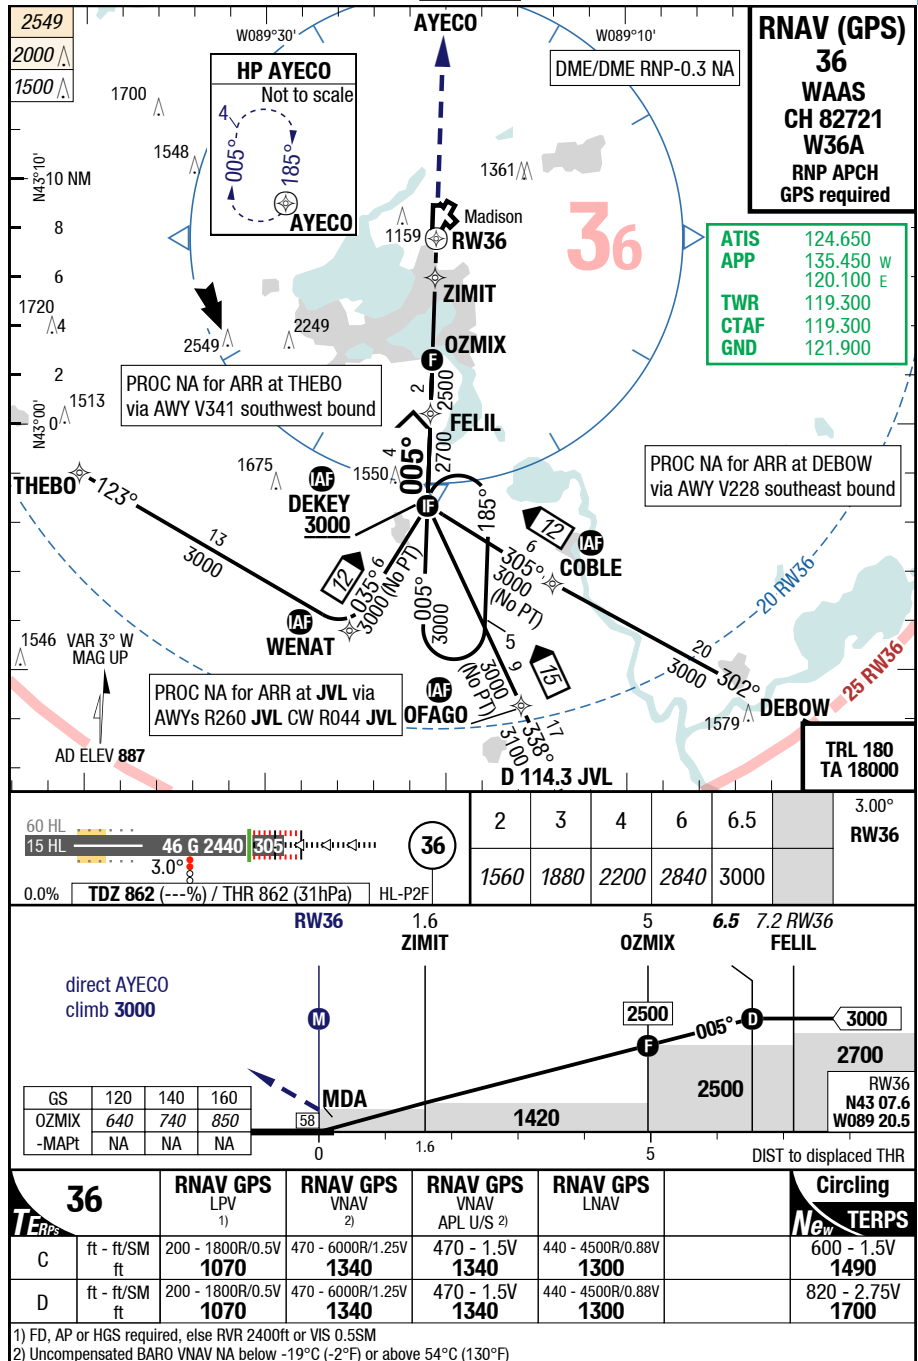 2549
2000
1500
W089°30'
AYECO
W089°10'
RNAV (GPS)
36
WAAS
CH 82721
W36A
RNP APCH
GPS required
HP AYECO
Not to scale
4
005°
185°
AYECO
DME/DME RNP-0.3 NA
1700
1548
1361
N43°10'
10 NM
8
6
4
2
0
N43°00'
1159
Madison
RW36
36
ATIS 124.650
APP 135.450 W
120.100 E
TWR 119.300
CTAF 119.300
GND 121.900
ZIMIT
1720
2549
2249
OZMIX
F
PROC NA for ARR at THEBO
via AWY V341 southwest bound
2
2500
1513
FELIL
4
005°
2700
PROC NA for ARR at DEBOW
via AWY V228 southeast bound
1675
1550
THEBO
123°
IAF
DEKEY
3000
IF
185°
12
IAF
COBLE
13
3000
12
035°
6
3000 (No PT)
6
305°
3000
(No PT)
20 RW36
IAF
WENAT
005°
3000
5
9
3000
(No PT)
15
20
3000
302°
25 RW36
1546
VAR 3° W
MAG UP
PROC NA for ARR at JVL via
AWYs R260 JVL CW R044 JVL
IAF
OFAGO
17
338°
3100
D 114.3 JVL
1579
DEBOW
AD ELEV 887
TRL 180
TA 18000
60 HL
15 HL
46 G 2440
305
3.0°
0.0%
TDZ 862 (---%) / THR 862 (31hPa)
HL-P2F
36
2 3 4 6 6.5
3.00°
RW36
1560 1880 2200 2840 3000
RW36
1.6
ZIMIT
5
OZMIX
6.5
7.2 RW36
FELIL
direct AYECO
climb 3000
M
2500
F
005°
D
3000
2700
2500
1420
MDA
58
RW36
N43 07.6
W089 20.5
GS 120 140 160
OZMIX 640 740 850
-MAPt NA NA NA
0
1.6
5
DIST to displaced THR
TERPs
36
RNAV GPS
LPV
1)
RNAV GPS
VNAV
2)
RNAV GPS
VNAV
APL U/S 2)
RNAV GPS
LNAV
Circling
New TERPS
C ft - ft/SM 200 - 1800R/0.5V 470 - 6000R/1.25V 470 - 1.5V 440 - 4500R/0.88V 600 - 1.5V
ft 1070 1340 1340 1300 1490
D ft - ft/SM 200 - 1800R/0.5V 470 - 6000R/1.25V 470 - 1.5V 440 - 4500R/0.88V 820 - 2.75V
ft 1070 1340 1340 1300 1700
1) FD, AP or HGS required, else RVR 2400ft or VIS 0.5SM
2) Uncompensated BARO VNAV NA below -19°C (-2°F) or above 54°C (130°F)